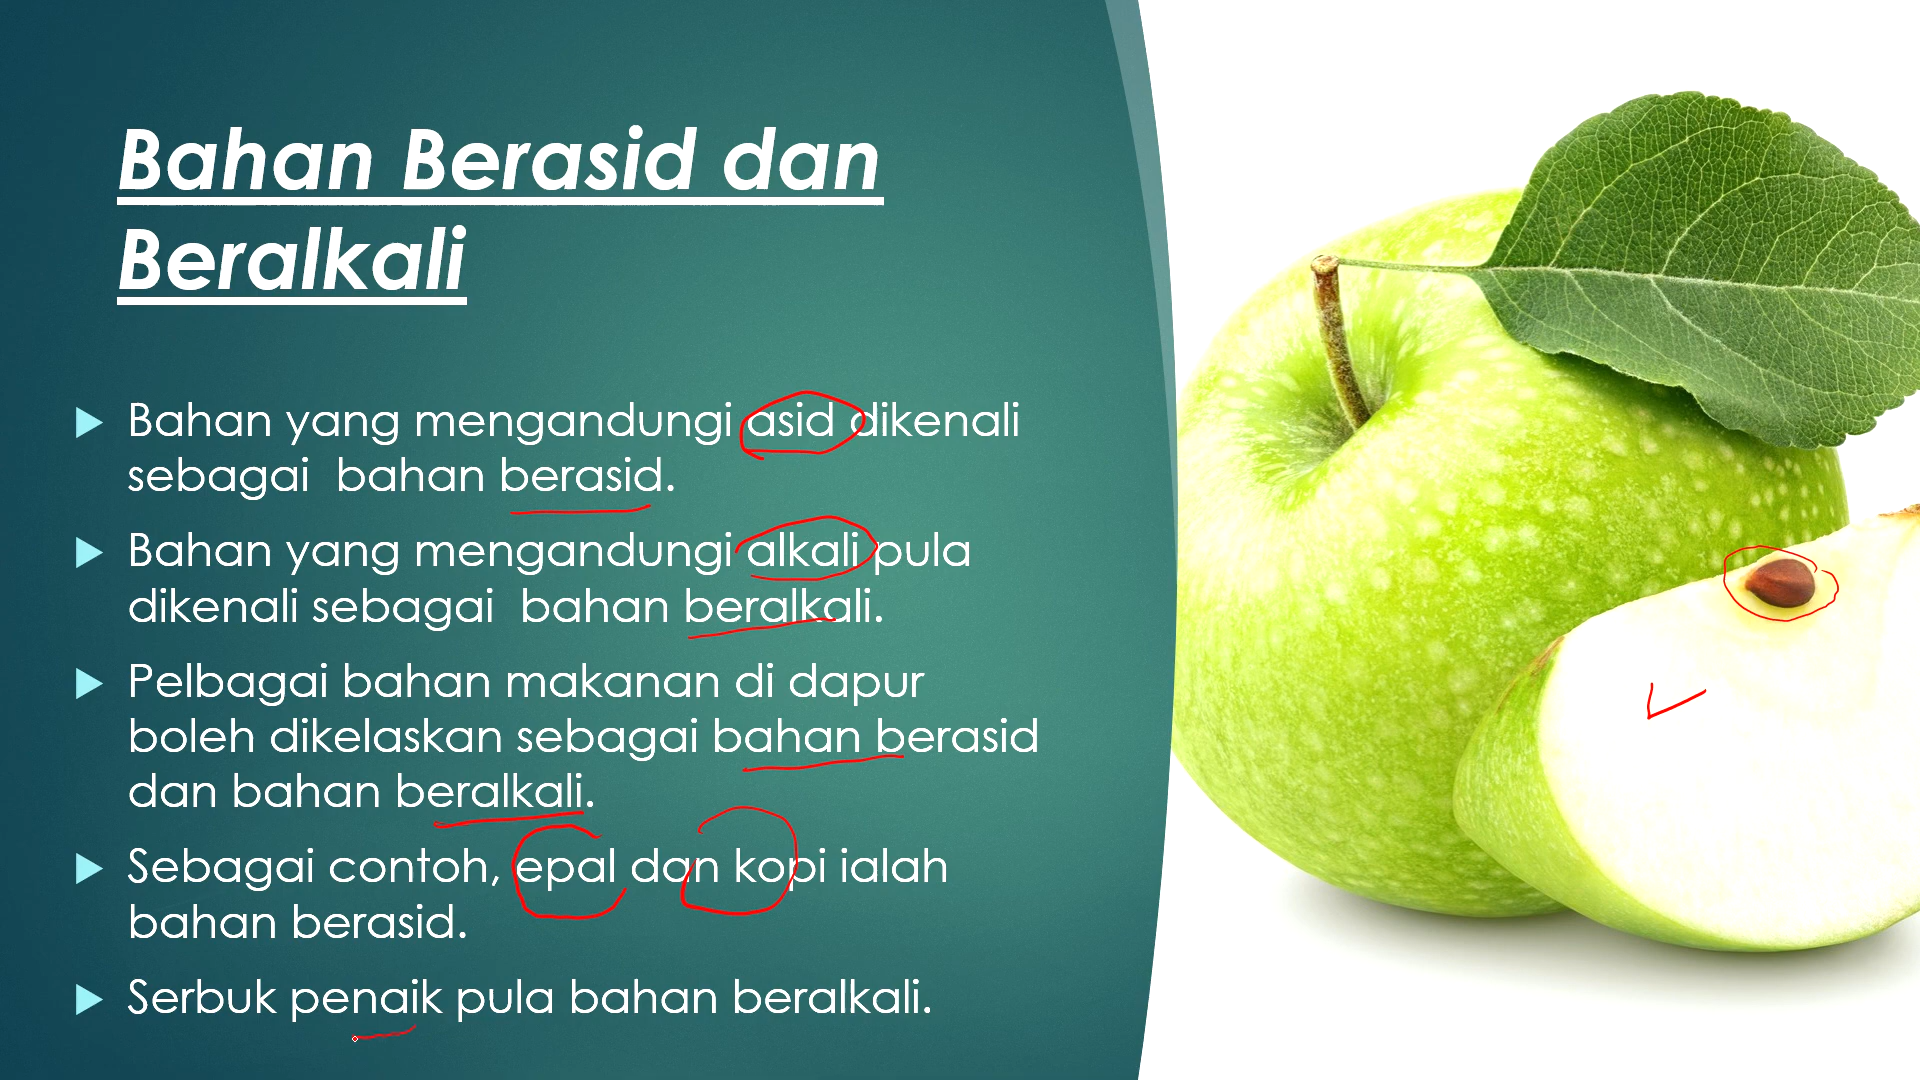 Bahan Berasid dan
Beralkali
Bahan yang mengandungi asid dikenali
sebagai bahan berasid.
Bahan yang mengandungi alkali pula
dikenali sebagai bahan beralkali.
Pelbagai bahan makanan di dapur
boleh dikelaskan sebagai bahan berasid
dan bahan beralkali.
Sebagai contoh, epal dan kopi ialah
bahan berasid.
Serbuk penaik pula bahan beralkali.